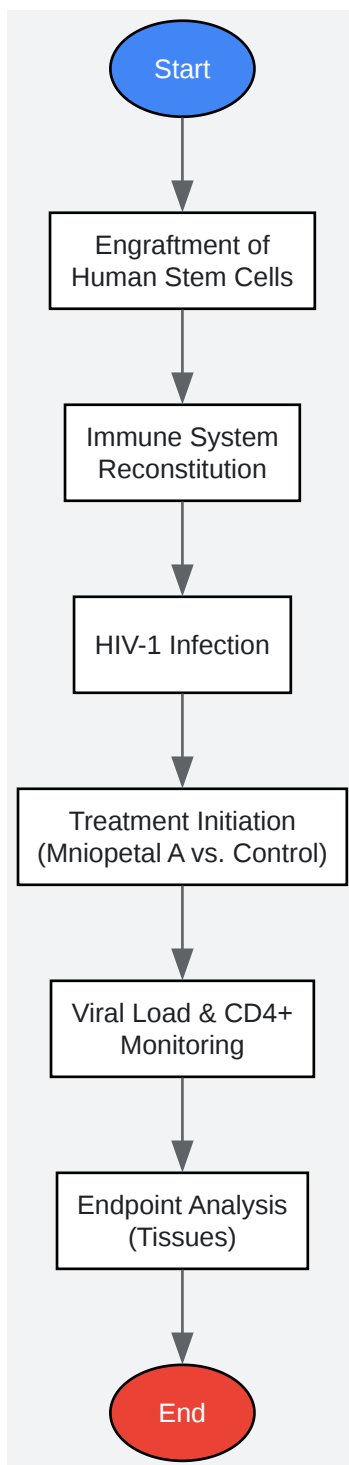 Start
Engraftment of
Human Stem Cells
Immune System
Reconstitution
HIV-1 Infection
Treatment Initiation
(Mniopetal A vs. Control)
Viral Load & CD4+
Monitoring
Endpoint Analysis
(Tissues)
End